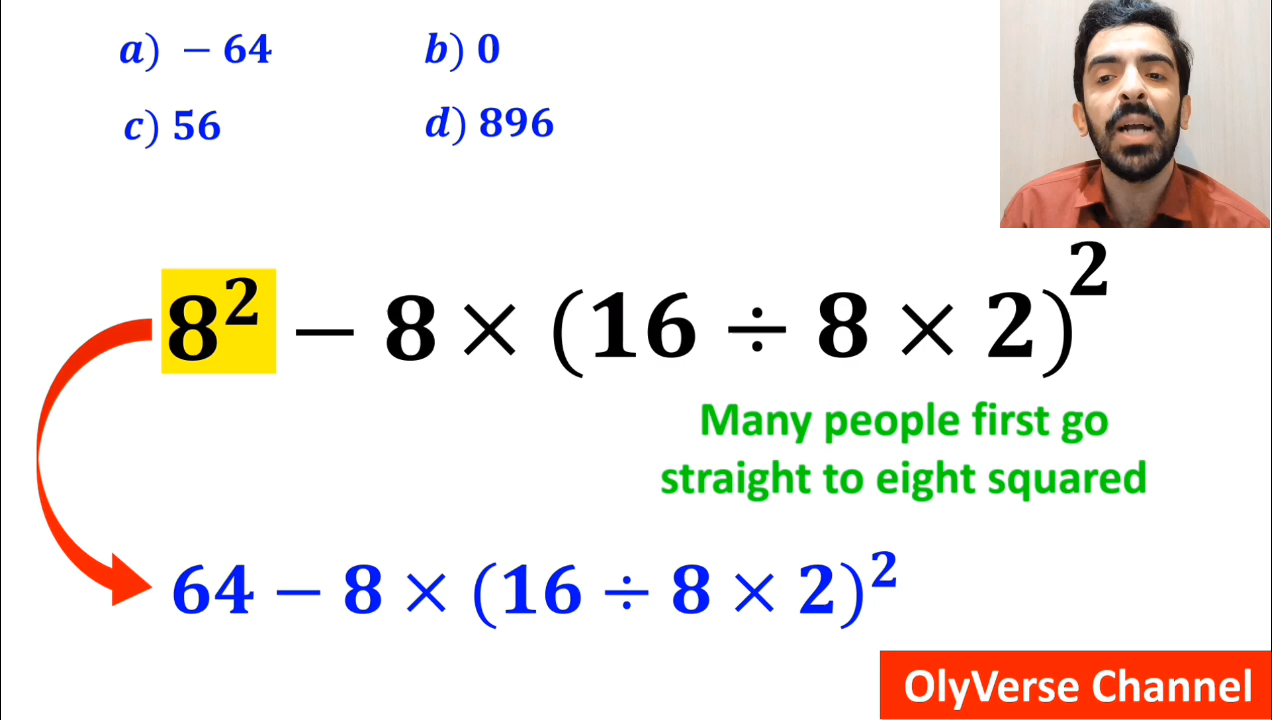 a) − 64 b) 0
c) 56 d) 896
8² − 8 × (16 ÷ 8 × 2)²
Many people first go
straight to eight squared
64 − 8 × (16 ÷ 8 × 2)²
OlyVerse Channel